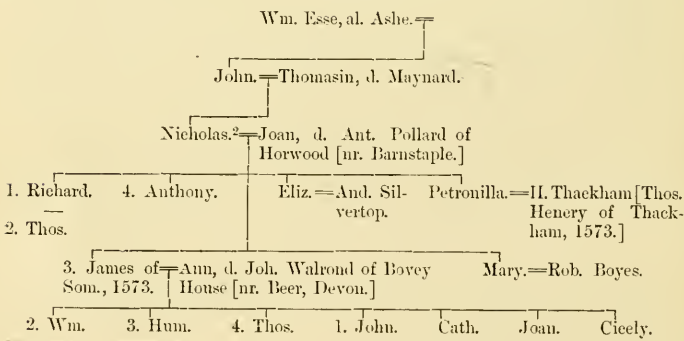 Wm. Esse, al. Ashe.
John. Thomasin, d. Maynard.
Nicholas.² Joan, d. Ant. Pollard of
Horwood [nr. Barnstaple.]
1. Richard. 4. Anthony. Eliz. = And. Sil- Petronilla. = H. Thackham [Thos.
vertop. Henery of Thack-
2. Thos. ham, 1573.]
3. James of Ann, d. Joh. Walrond of Bovey Mary. = Rob. Boyes.
Som., 1573. House [nr. Beer, Devon.]
2. Wm. 3. Hum. 4. Thos. 1. John. Cath. Joan. Cicely.